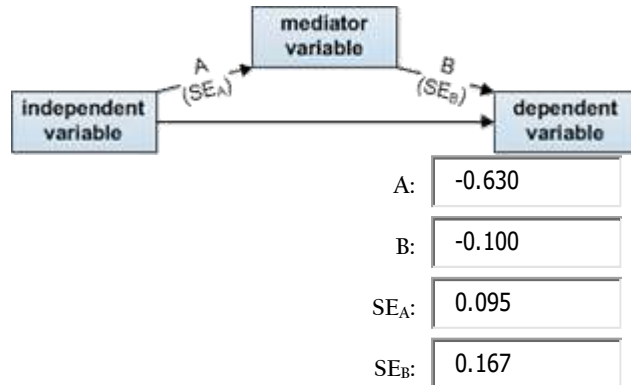 mediator
variable
A
(SEA)
B
(SEB)
independent
variable
dependent
variable
A: -0.630
B: -0.100
SEA: 0.095
SEB: 0.167